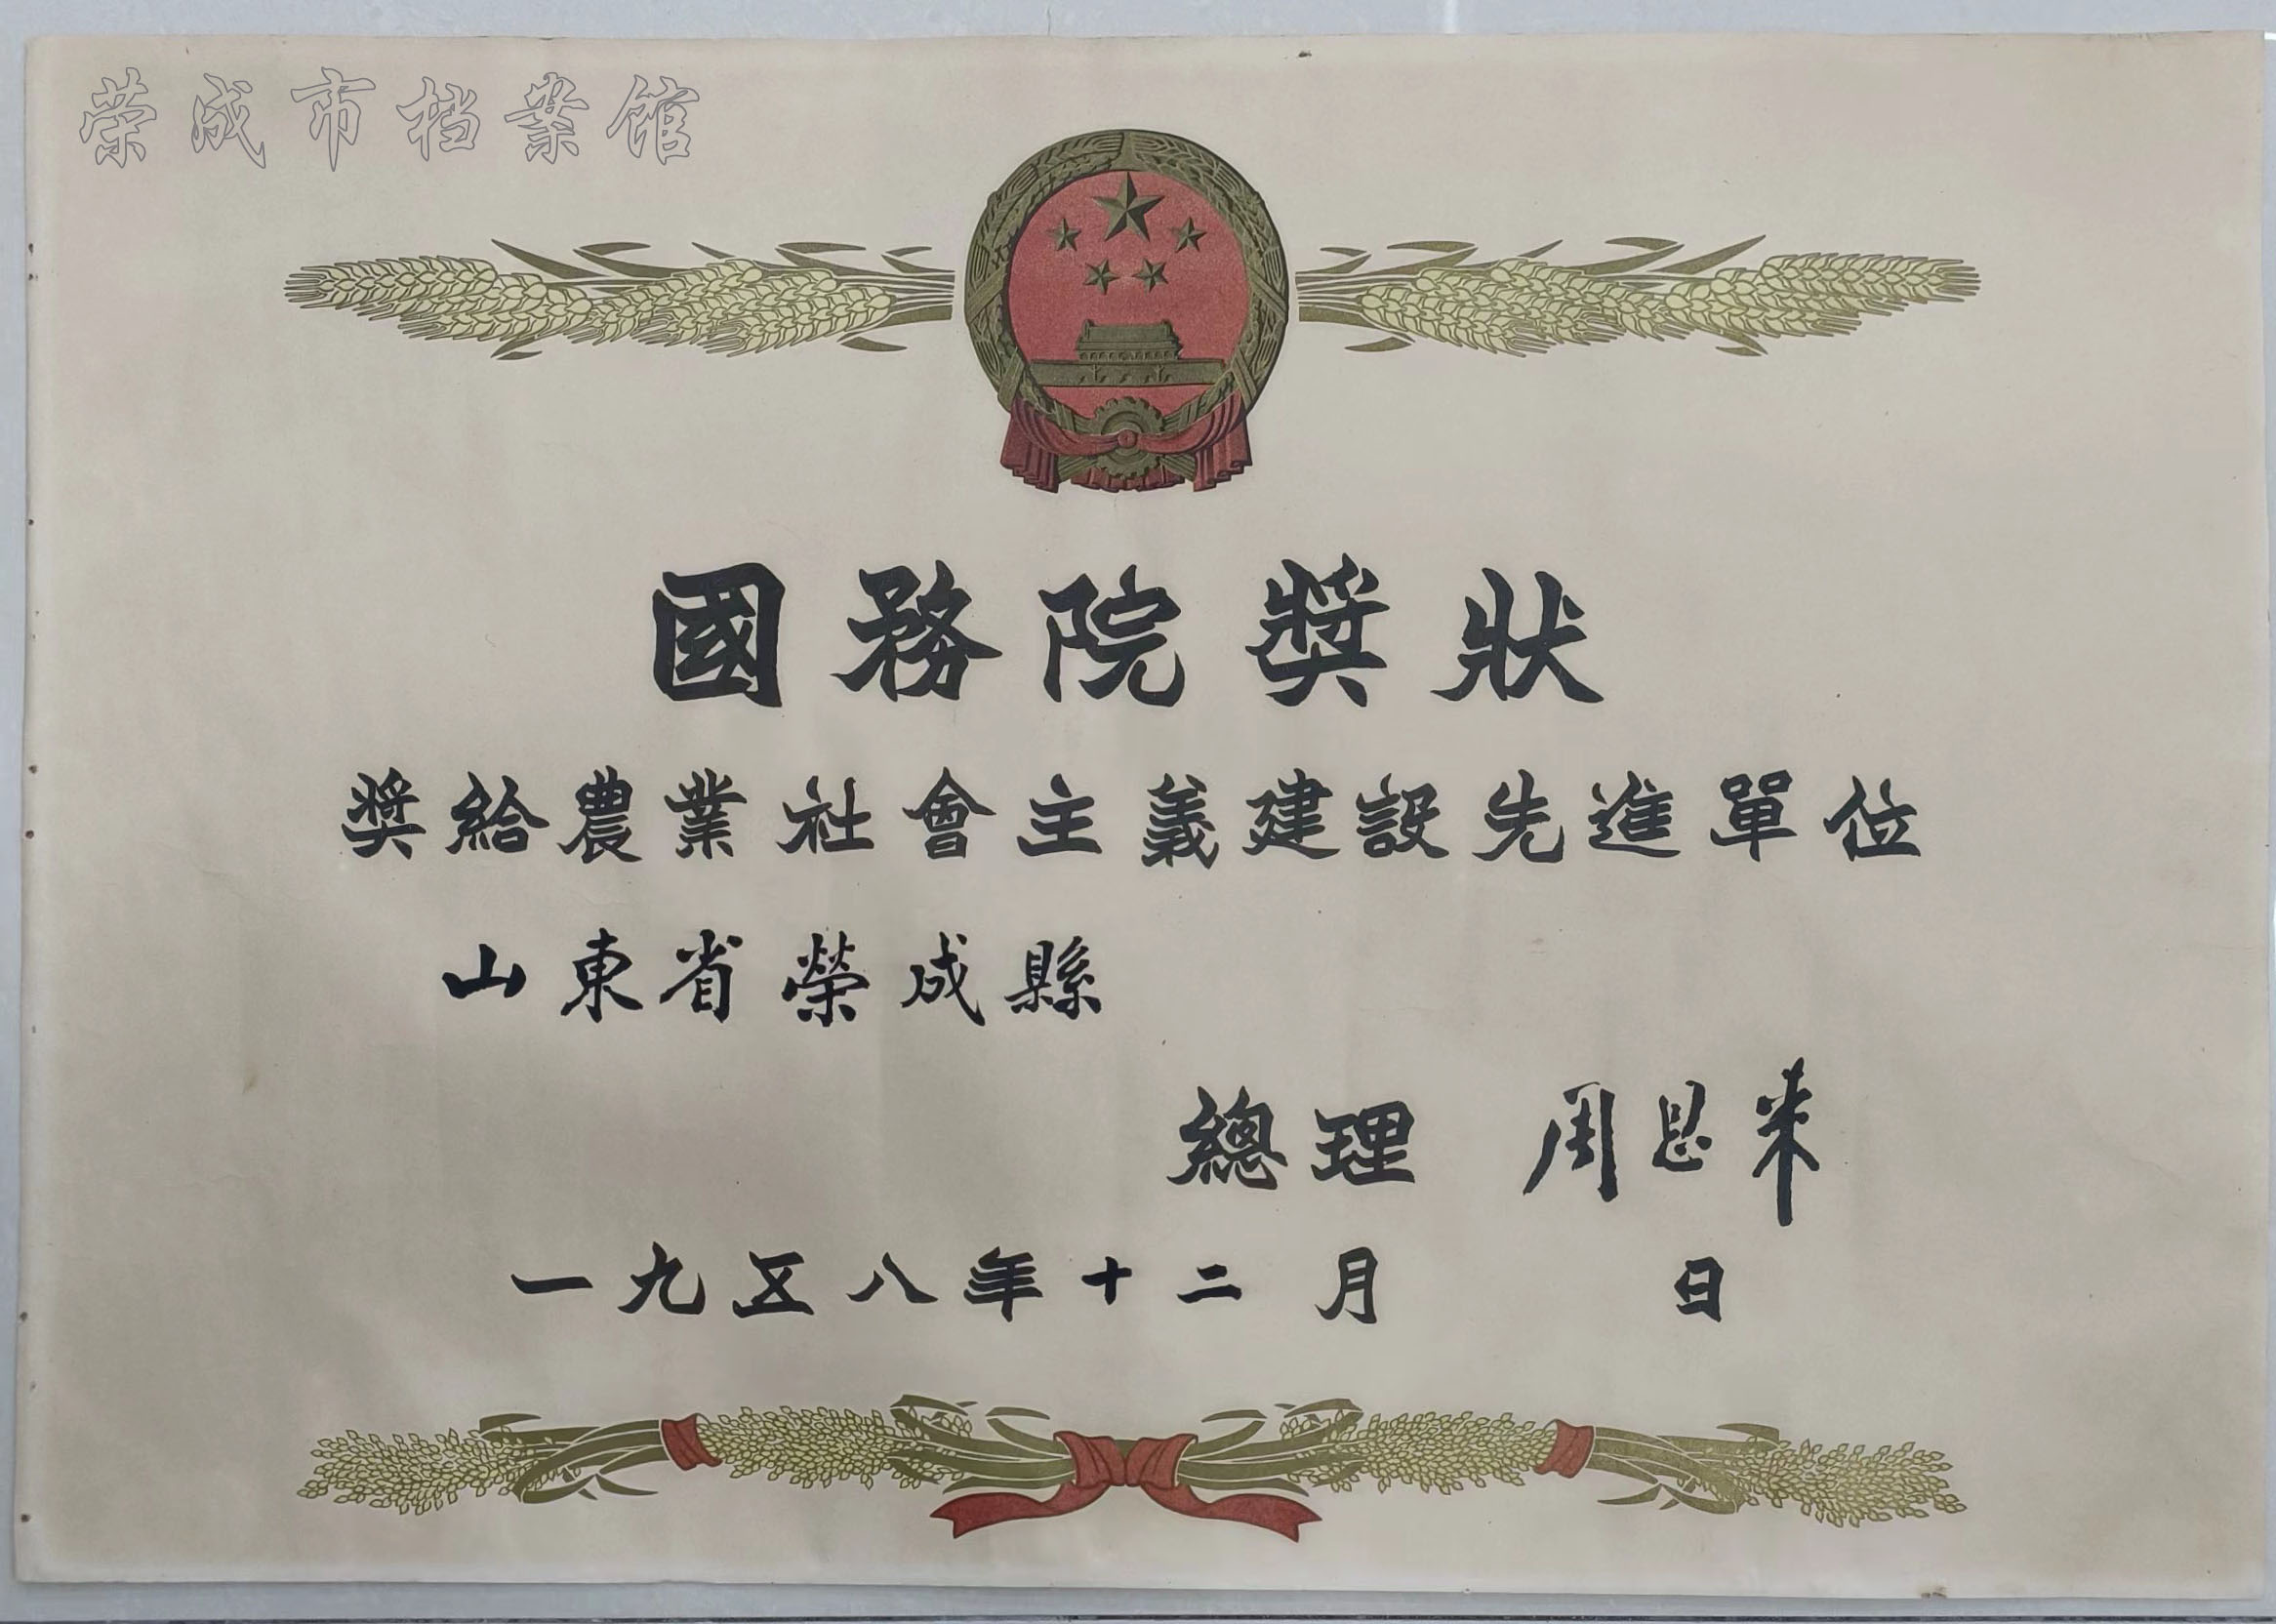 荣成市档案馆
國務院獎狀
獎給農業社會主義建設先進單位
山東省榮成縣
總理 周恩来
一九五八年十二月 日